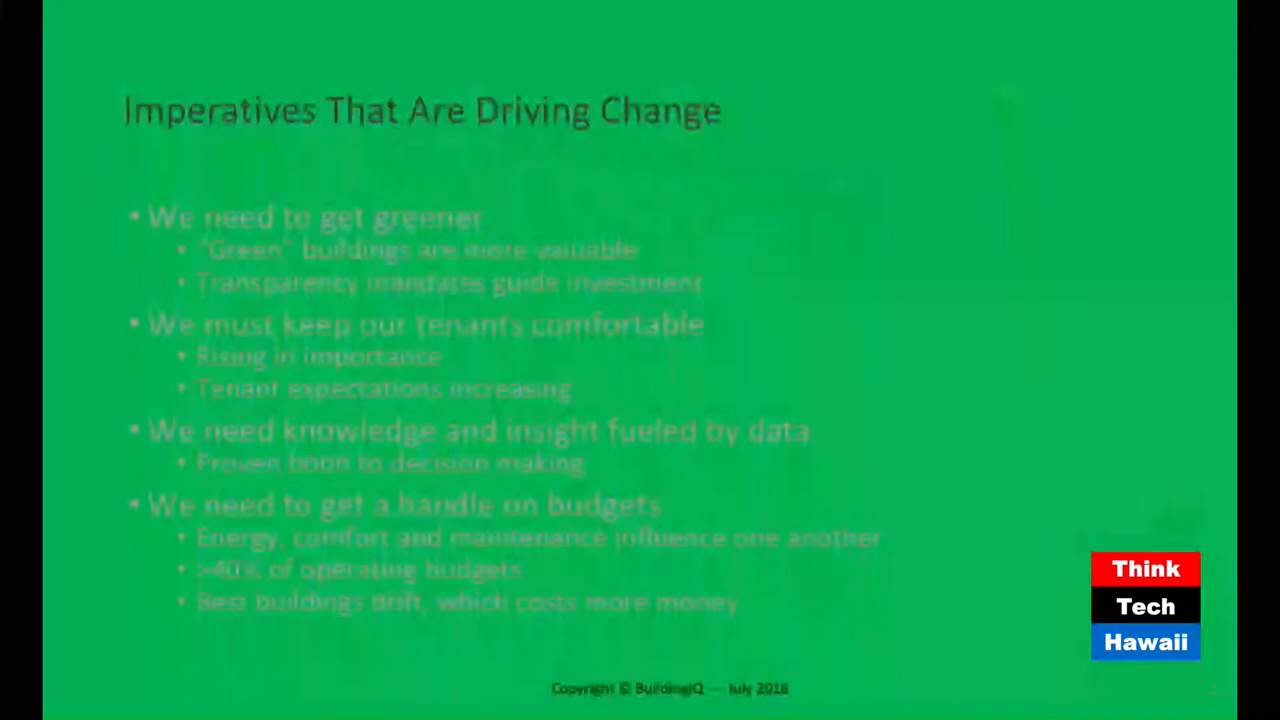 Imperatives That Are Driving Change
• We need to get greener
• "Green" buildings are more valuable
• Transparency mandates guide investment
• We must keep our tenants comfortable
• Rising in importance
• Tenant expectations increasing
• We need knowledge and insight fueled by data
• Proven boon to decision making
• We need to get a handle on budgets
• Energy, comfort and maintenance influence one another
• >40% of operating budgets
• Best buildings drift, which costs more money
Think
Tech
Hawaii
Copyright © BuildingIQ – July 2016